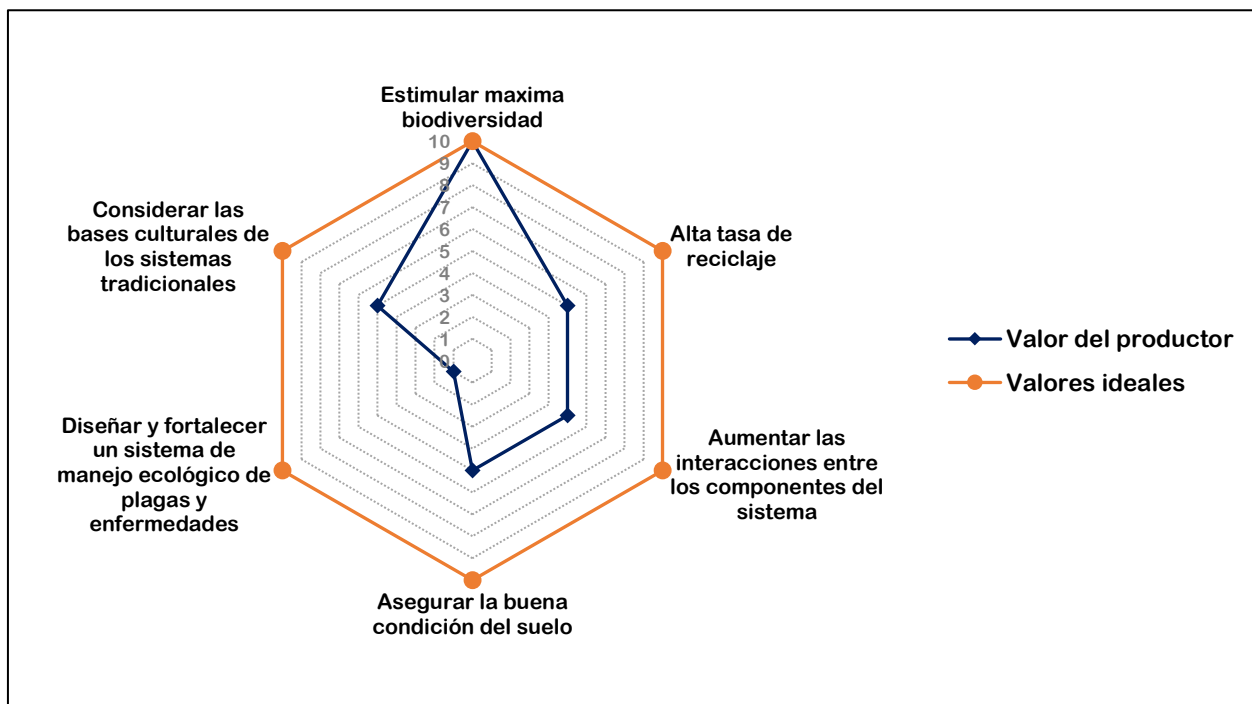 Estimular maxima
biodiversidad
10
9
8
7
6
5
4
3
2
1
0
Alta tasa de
reciclaje
Aumentar las
interacciones entre
los componentes del
sistema
Asegurar la buena
condición del suelo
Diseñar y fortalecer
un sistema de
manejo ecológico de
plagas y
enfermedades
Considerar las
bases culturales de
los sistemas
tradicionales
Valor del productor
Valores ideales